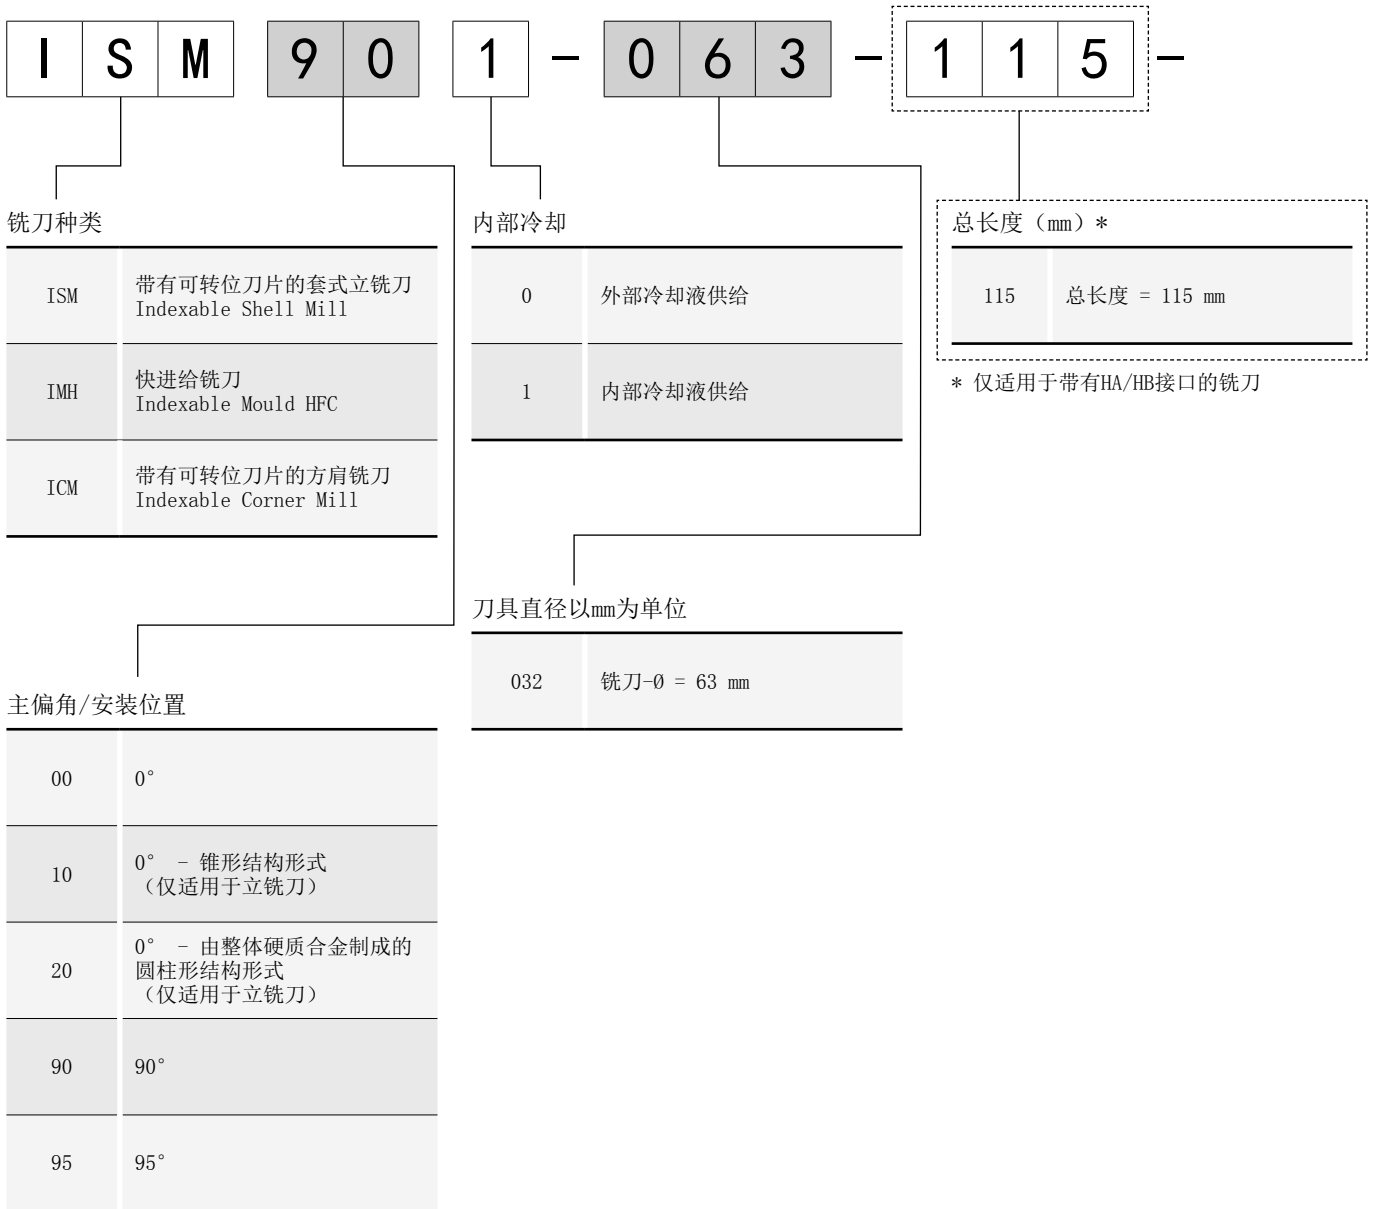 ISM 90 1 - 063 - 115 -
铣刀种类
ISM 带有可转位刀片的套式立铣刀
Indexable Shell Mill
IMH 快进给铣刀
Indexable Mould HFC
ICM 带有可转位刀片的方肩铣刀
Indexable Corner Mill
内部冷却
0 外部冷却液供给
1 内部冷却液供给
总长度（mm）*
115 总长度 = 115 mm
* 仅适用于带有HA/HB接口的铣刀
刀具直径以mm为单位
032 铣刀-Ø = 63 mm
主偏角/安装位置
00 0°
10 0° - 锥形结构形式
（仅适用于立铣刀）
20 0° - 由整体硬质合金制成的
圆柱形结构形式
（仅适用于立铣刀）
90 90°
95 95°